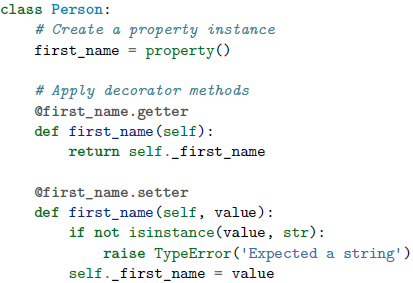 class Person:
    # Create a property instance
    first_name = property()

    # Apply decorator methods
    @first_name.getter
    def first_name(self):
        return self._first_name

    @first_name.setter
    def first_name(self, value):
        if not isinstance(value, str):
            raise TypeError('Expected a string')
        self._first_name = value